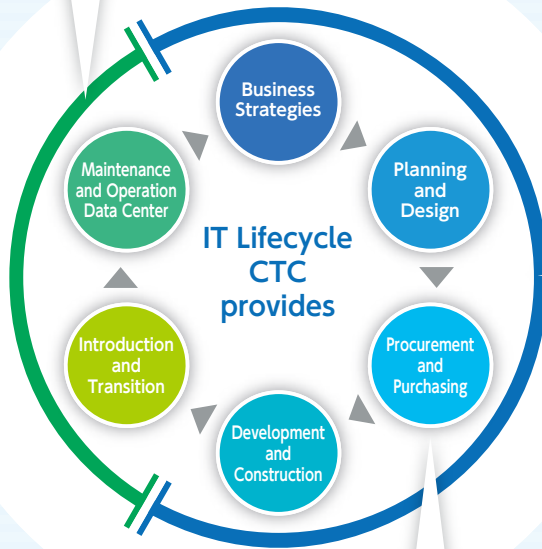 Business
Strategies
Planning
and
Design
Procurement
and
Purchasing
Development
and
Construction
Introduction
and
Transition
Maintenance
and Operation
Data Center
IT Lifecycle
CTC
provides